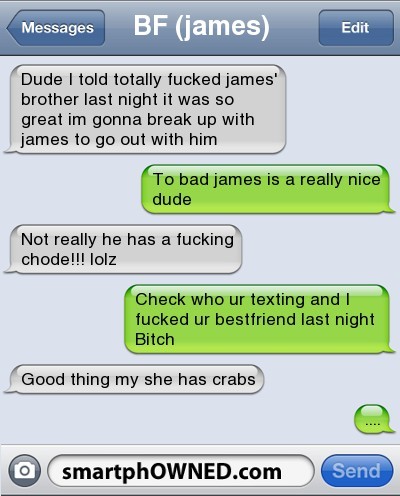 Messages
BF (james)
Edit
Dude I told totally fucked james'
brother last night it was so
great im gonna break up with
james to go out with him
To bad james is a really nice
dude
Not really he has a fucking
chode!!! lolz
Check who ur texting and I
fucked ur bestfriend last night
Bitch
Good thing my she has crabs
....
smartphOWNED.com
Send